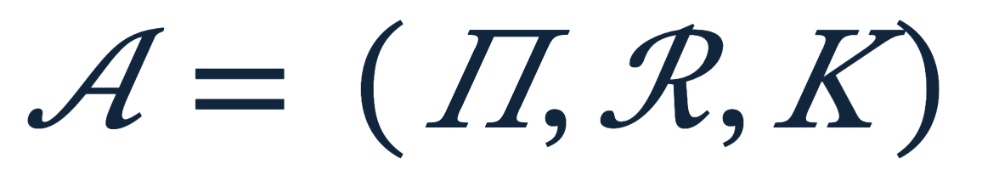 𝒜 = (Π, ℛ, K)